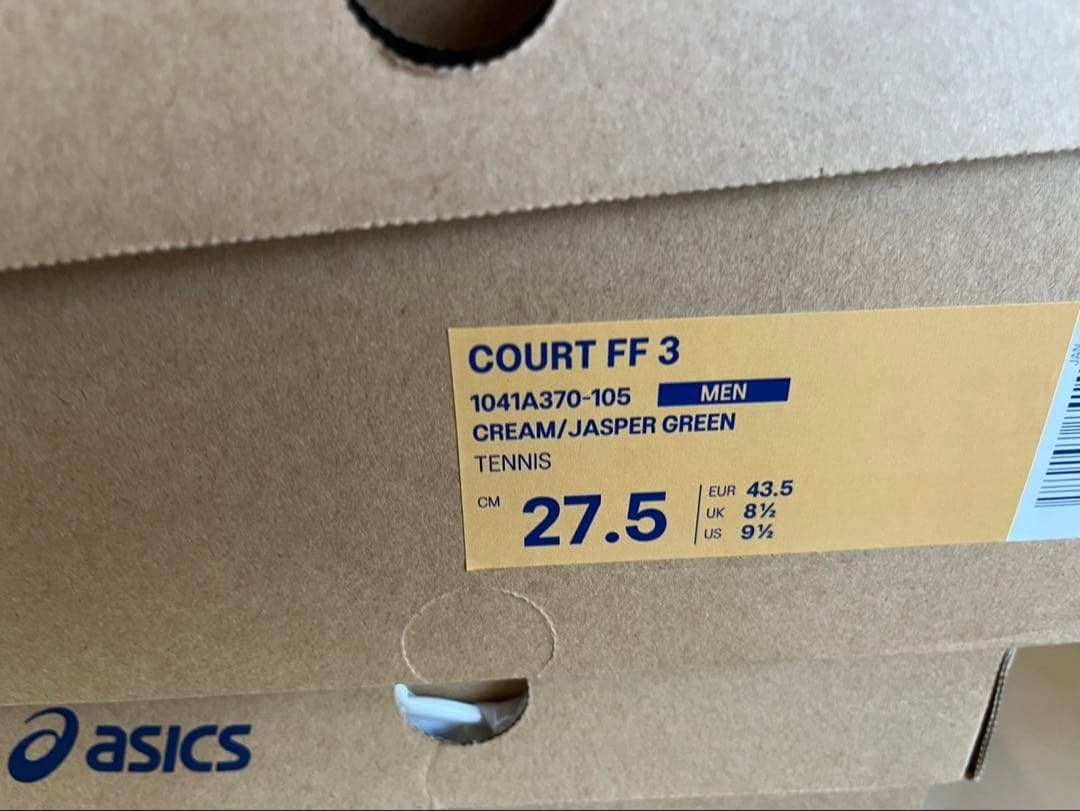 COURT FF 3
1041A370-105 MEN
CREAM/JASPER GREEN
TENNIS
CM 27.5
EUR 43.5
UK 8½
US 9½
JAN
asics